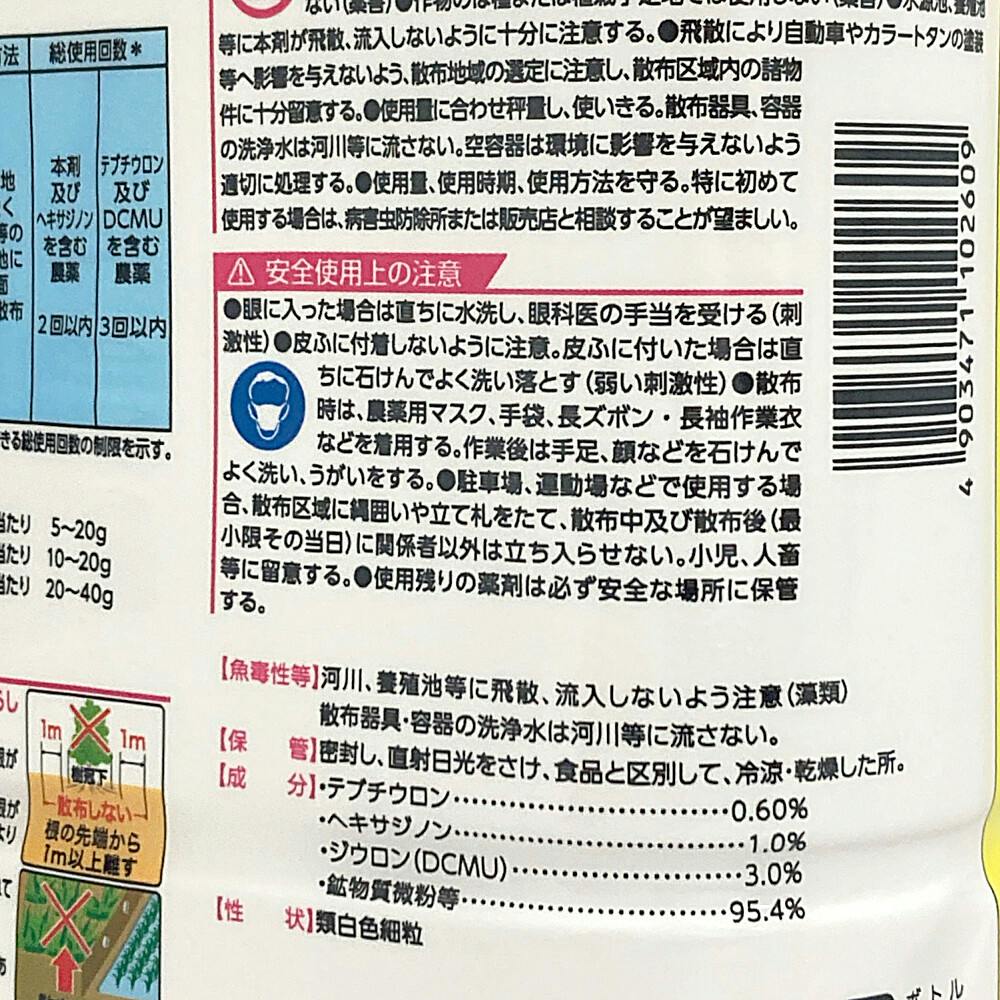 等に本剤が飛散、流入しないように十分に注意する。●飛散により自動車やカラートタンの塗装
等へ影響を与えないよう、散布地域の選定に注意し、散布区域内の諸物
件に十分留意する。●使用量に合わせ秤量し、使いきる。散布器具、容器
の洗浄水は河川等に流さない。空容器は環境に影響を与えないよう
適切に処理する。●使用量、使用時期、使用方法を守る。特に初めて
使用する場合は、病害虫防除所または販売店と相談することが望ましい。
⚠ 安全使用上の注意
●眼に入った場合は直ちに水洗し、眼科医の手当を受ける(刺
激性)●皮ふに付着しないように注意。皮ふに付いた場合は直
ちに石けんでよく洗い落とす(弱い刺激性)●散布
時は、農薬用マスク、手袋、長ズボン・長袖作業衣
などを着用する。作業後は手足、顔などを石けんで
よく洗い、うがいをする。●駐車場、運動場などで使用する場
合、散布区域に縄囲いや立て札をたて、散布中及び散布後(最
小限その当日)に関係者以外は立ち入らせない。小児、人畜
等に留意する。●使用残りの薬剤は必ず安全な場所に保管
する。
【魚毒性等】河川、養殖池等に飛散、流入しないよう注意(藻類)
散布器具・容器の洗浄水は河川等に流さない。
【保 管】密封し、直射日光をさけ、食品と区別して、冷涼・乾燥した所。
【成 分】・テブチウロン……0.60%
・ヘキサジノン……1.0%
・ジウロン(DCMU)……3.0%
・鉱物質微粉等……95.4%
【性 状】類白色細粒
法
総使用回数*
地
く
等の
地に
面
散布
本剤
及び
ヘキサジノン
を含む
農薬
2回以内
テブチウロン
及び
DCMU
を含む
農薬
3回以内
きる総使用回数の制限を示す。
当たり 5〜20g
当たり 10〜20g
当たり 20〜40g
1m
1m
樹冠下
散布しない
根の先端から
1m以上離す
4 903471 102609
ボトル